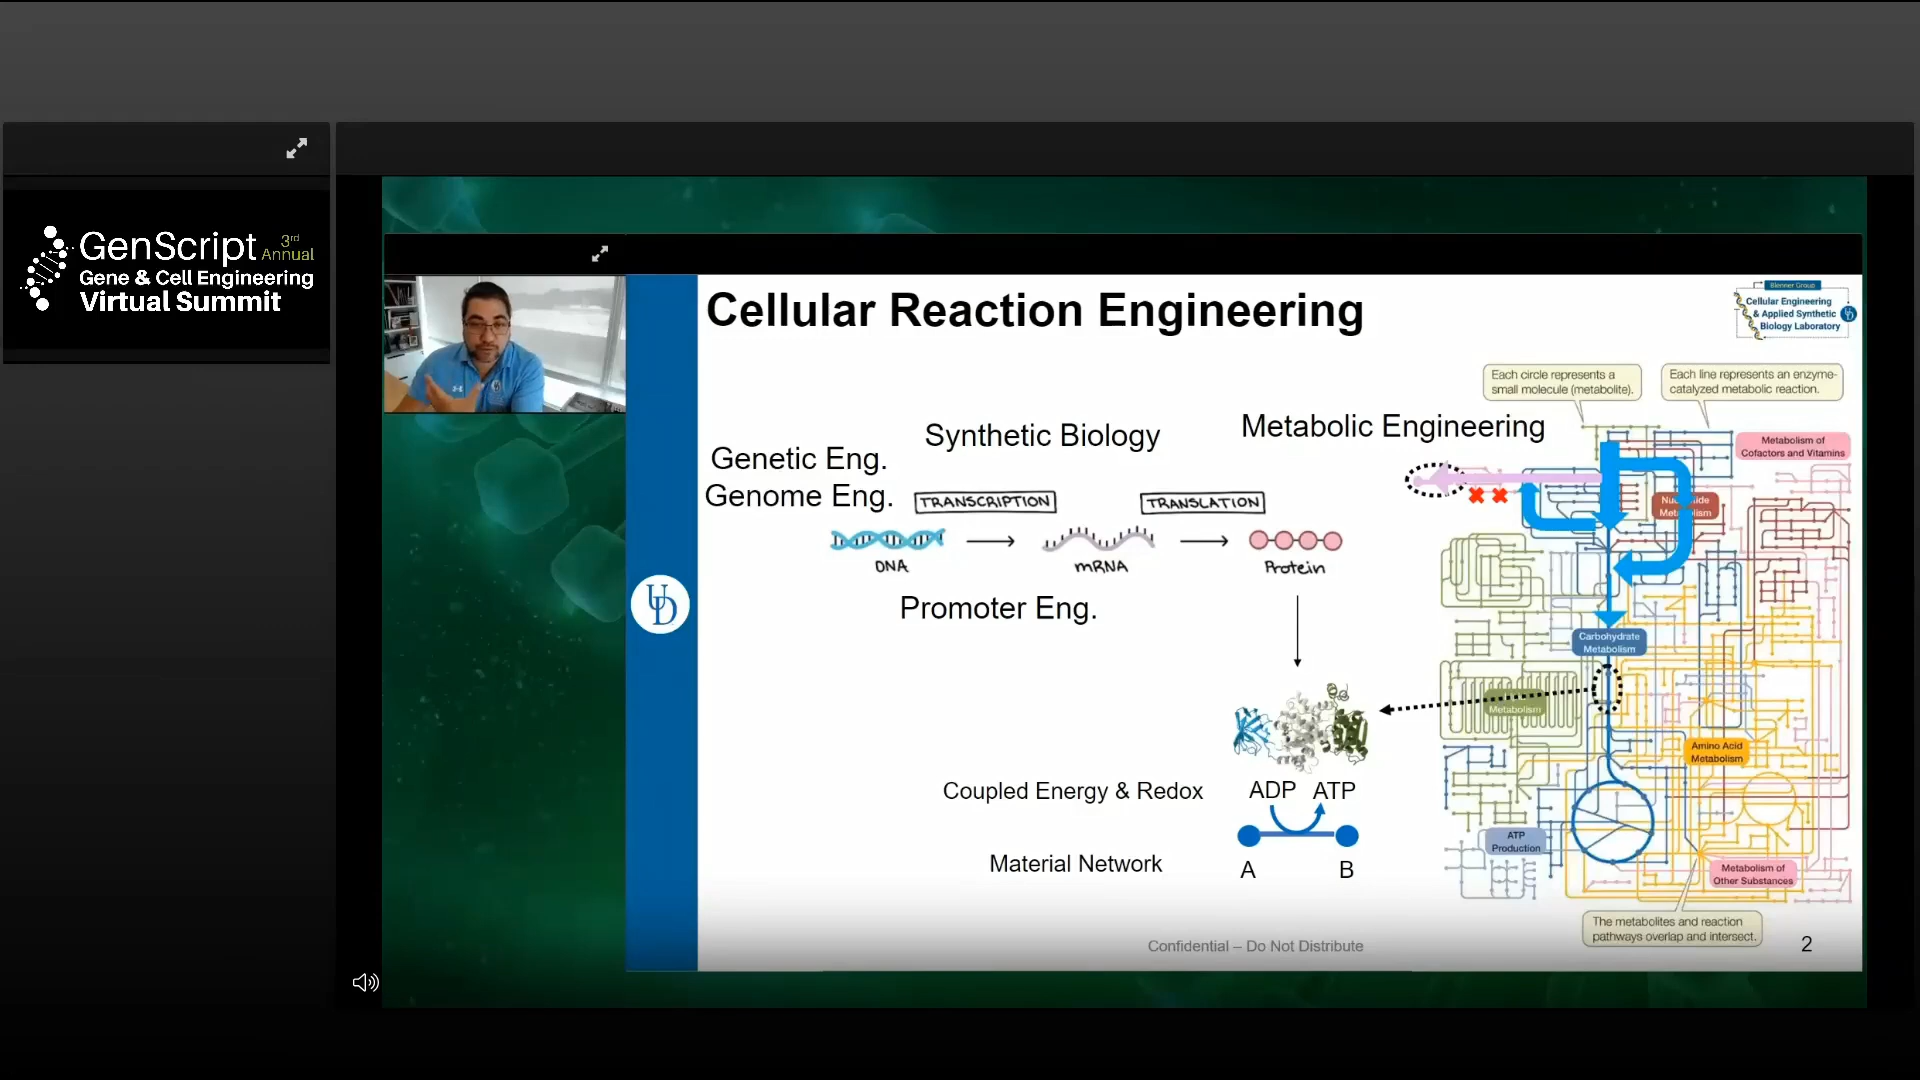 GenScript 3rd Annual
Gene & Cell Engineering
Virtual Summit
Cellular Reaction Engineering
Blenner Group
Cellular Engineering
& Applied Synthetic
Biology Laboratory
Each circle represents a
small molecule (metabolite).
Each line represents an enzyme-
catalyzed metabolic reaction.
Synthetic Biology
Metabolic Engineering
Genetic Eng.
Genome Eng.
TRANSCRIPTION
TRANSLATION
DNA
mRNA
Protein
Promoter Eng.
Metabolism of
Cofactors and Vitamins
Carbohydrate
Metabolism
Metabolism
Amino Acid
Metabolism
ATP
Production
Metabolism of
Other Substances
UD
Coupled Energy & Redox
ADP
ATP
Material Network
A
B
The metabolites and reaction
pathways overlap and intersect.
Confidential – Do Not Distribute
2